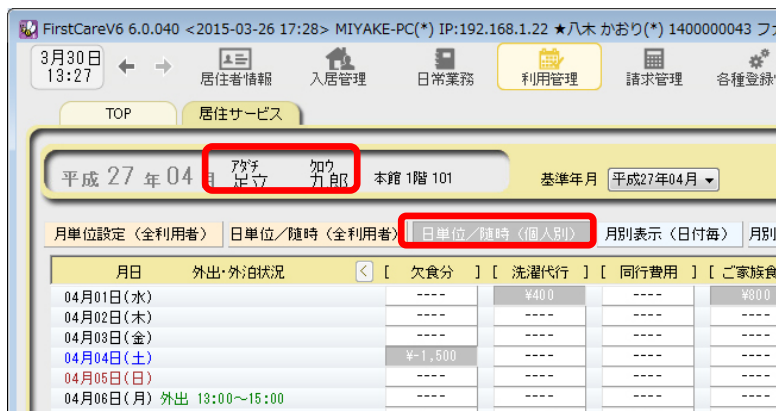 FirstCareV6 6.0.040 <2015-03-26 17:28> MIYAKE-PC(*) IP:192.168.1.22 ★八木 かおり(*) 1400000043 フ
3月30日
13:27
居住者情報 入居管理 日常業務 利用管理 請求管理 各種登録
TOP 居住サービス
平成 27 年 04 月 アダチ 足立 クロウ 九郎 本館 1階 101 基準年月 平成27年04月
月単位設定（全利用者） 日単位／随時（全利用者） 日単位／随時（個人別） 月別表示（日付毎） 月別
月日 外出・外泊状況 < [ 欠食分 ] [ 洗濯代行 ] [ 同行費用 ] [ ご家族食
04月01日(水) ---- ¥400 ---- ¥800
04月02日(木) ---- ---- ---- ----
04月03日(金) ---- ---- ---- ----
04月04日(土) ¥-1,500 ---- ---- ----
04月05日(日) ---- ---- ---- ----
04月06日(月) 外出 13:00～15:00 ---- ---- ---- ----